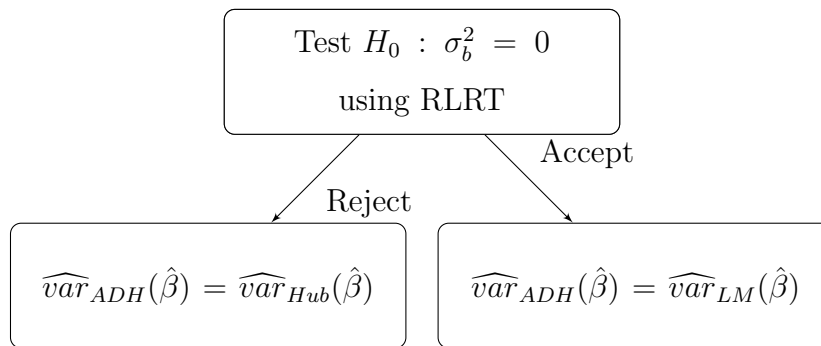 Test $H_0 : \sigma_b^2 = 0$
using RLRT
Accept
Reject
$\widehat{var}_{ADH}(\hat{\beta}) = \widehat{var}_{Hub}(\hat{\beta})$
$\widehat{var}_{ADH}(\hat{\beta}) = \widehat{var}_{LM}(\hat{\beta})$